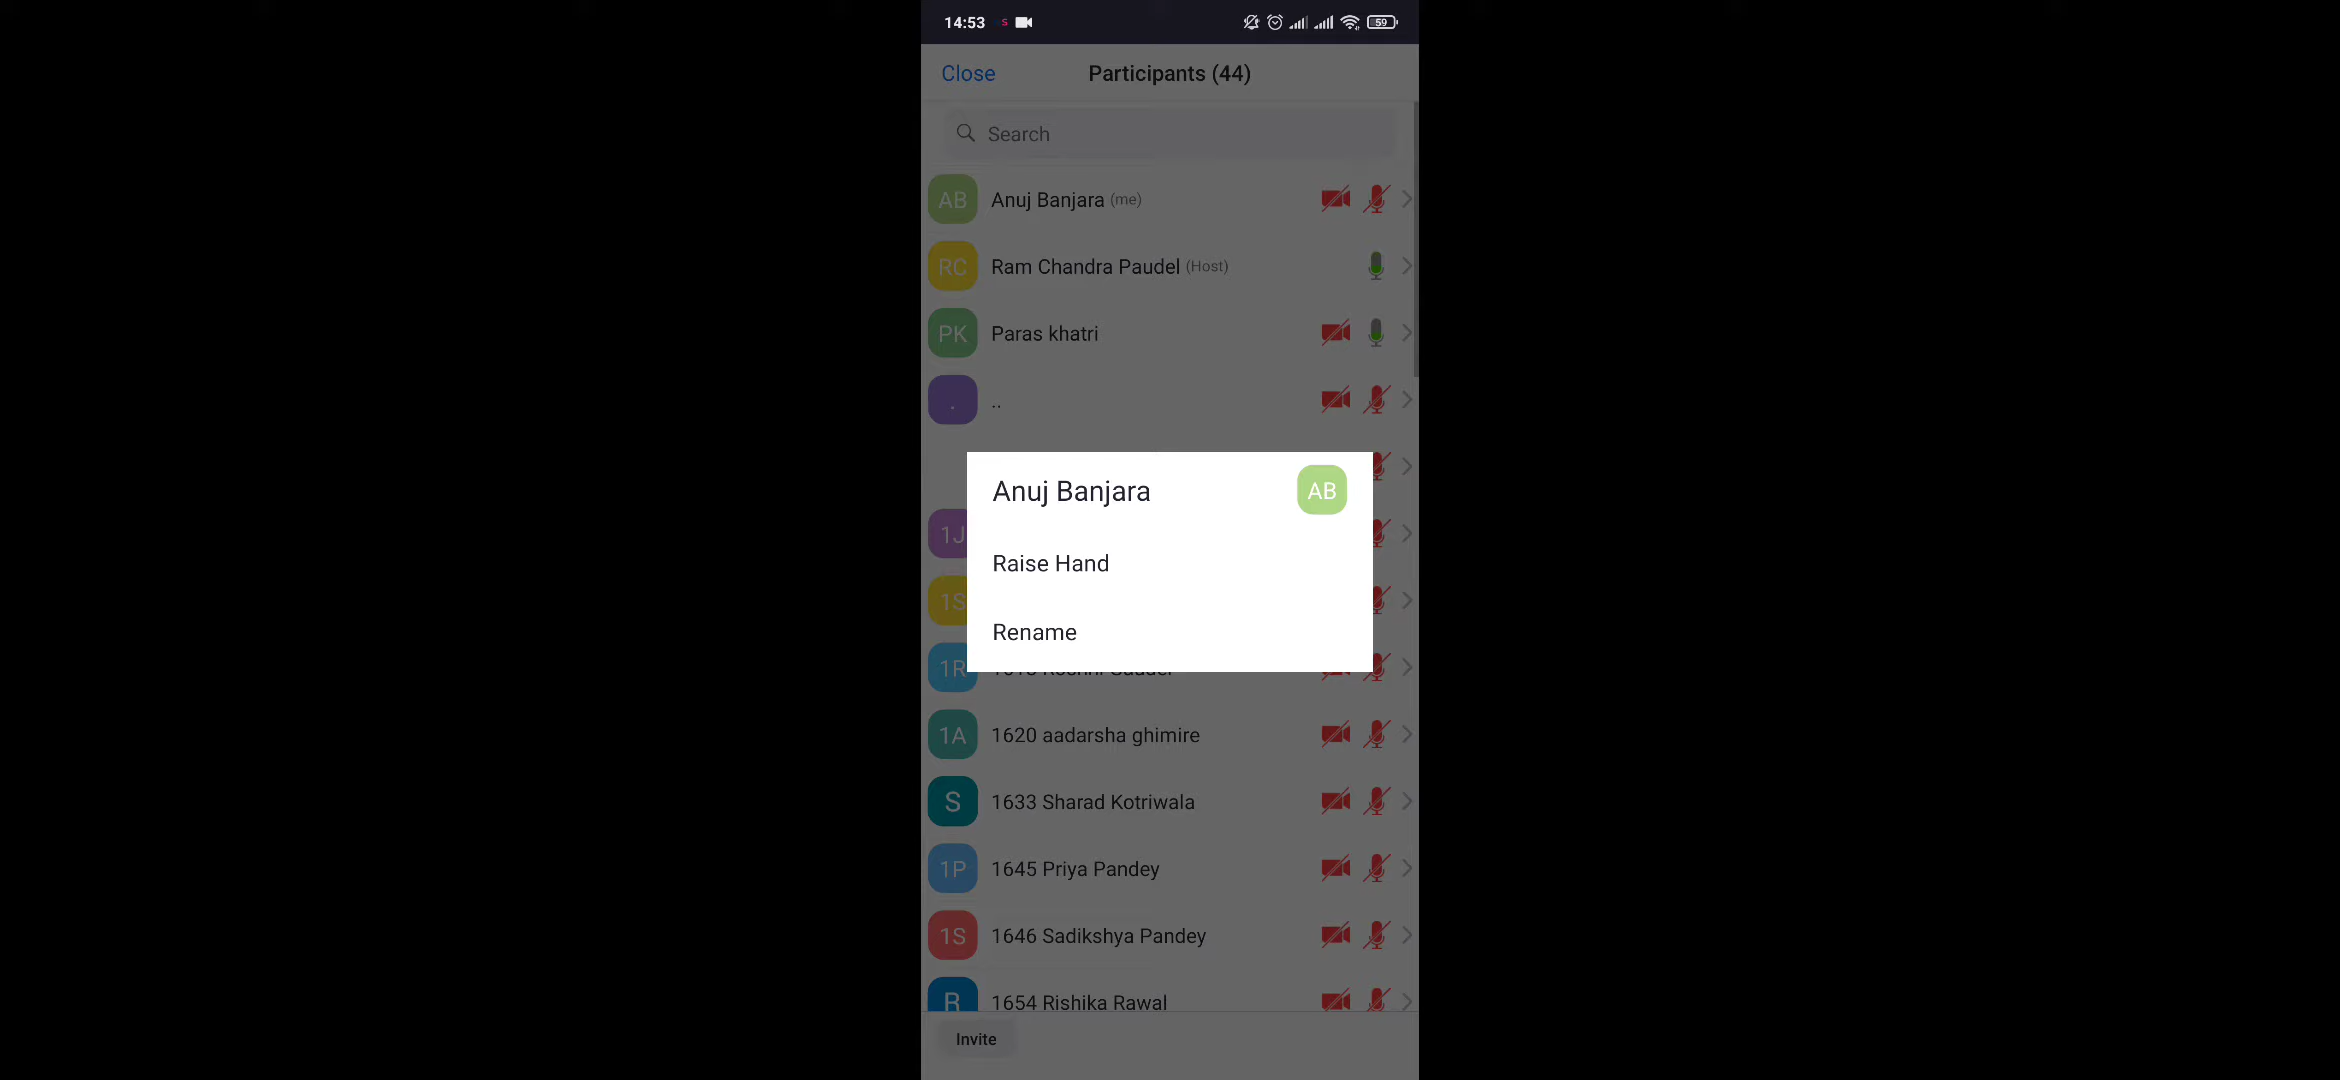 14:53 S 59
Close Participants (44)
Search
AB Anuj Banjara (me)
RC Ram Chandra Paudel (Host)
PK Paras khatri
. ..
Anuj Banjara AB
1J
Raise Hand
1S
Rename
1R
1A 1620 aadarsha ghimire
S 1633 Sharad Kotriwala
1P 1645 Priya Pandey
1S 1646 Sadikshya Pandey
R 1654 Rishika Rawal
Invite